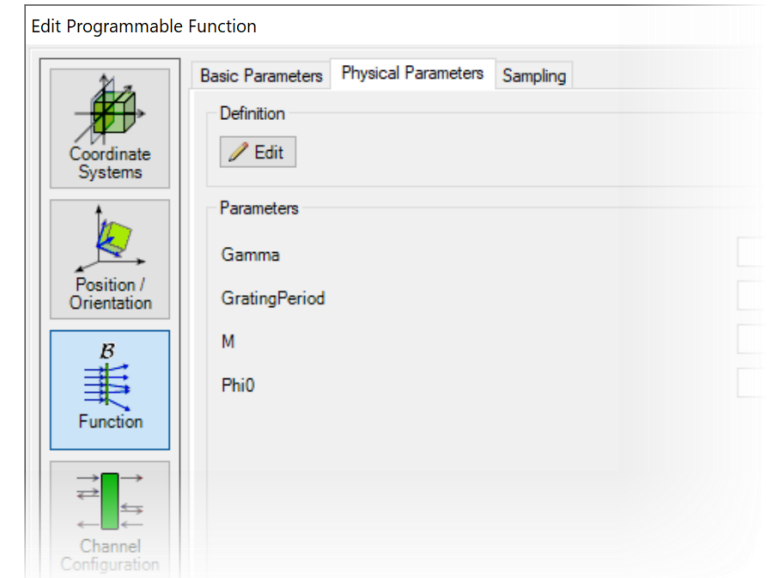 Edit Programmable Function
Basic Parameters Physical Parameters Sampling
Coordinate
Systems
Position /
Orientation
ℬ
Function
Channel
Configuration
Definition
Edit
Parameters
Gamma
GratingPeriod
M
Phi0